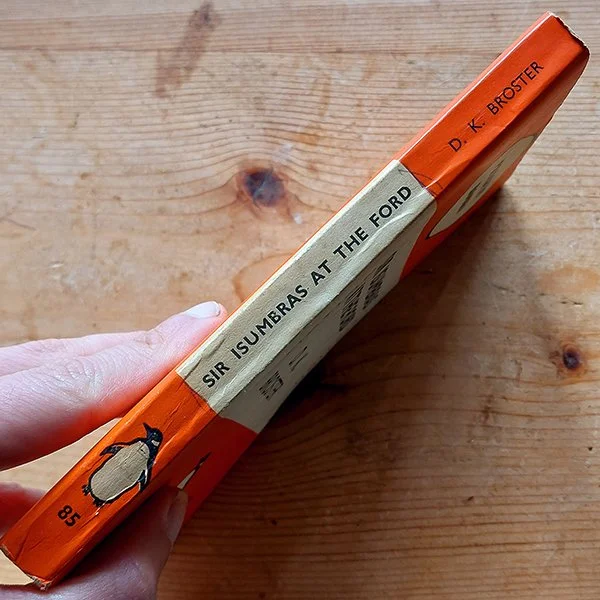 D. K. BROSTER
SIR ISUMBRAS AT THE FORD
85